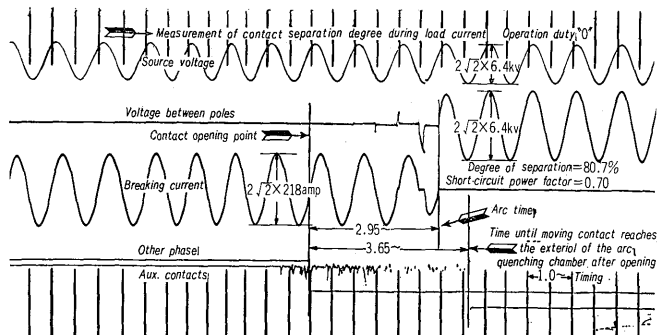 Measurement of contact separation degree during load current Operation duty "O"
Source voltage
2√2×6.4kv
Voltage between poles
2√2×6.4kv
Contact opening point
Degree of separation=80.7%
Short-circuit power factor=0.70
Breaking current
2√2×218amp
Arc time
2.95~
Time until moving contact reaches
the exteriol of the arc
quenching chamber after opening
3.65~
Other phase
Aux. contacts
1.0~ Timing